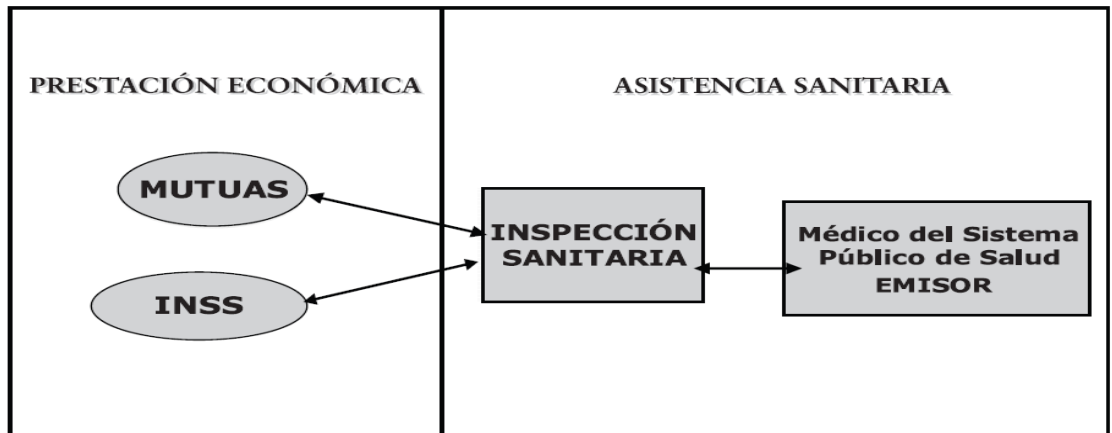 PRESTACIÓN ECONÓMICA
ASISTENCIA SANITARIA
MUTUAS
INSS
INSPECCIÓN
SANITARIA
Médico del Sistema
Público de Salud
EMISOR